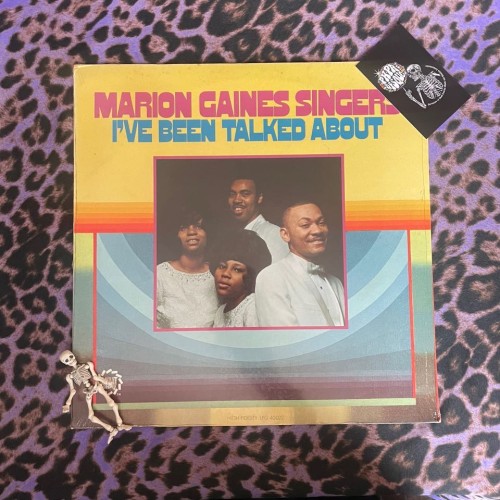 MARION GAINES SINGERS
I'VE BEEN TALKED ABOUT